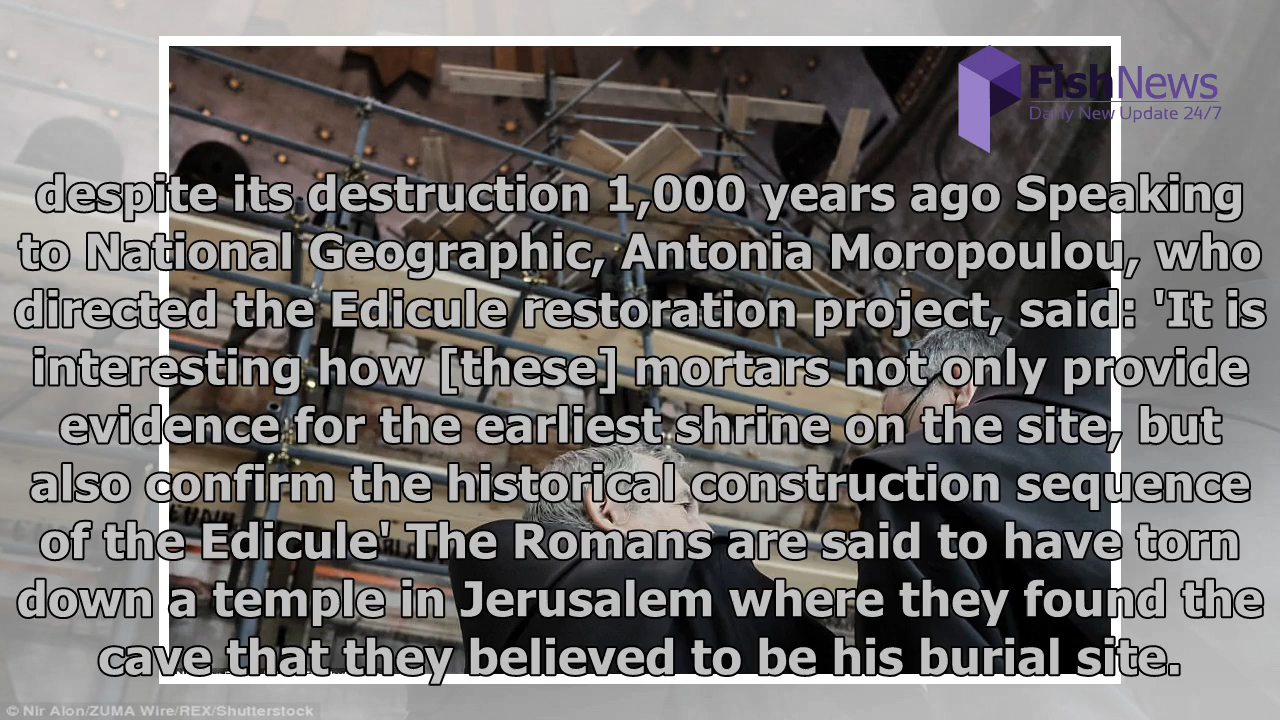 FishNews
Daily New Update 24/7
despite its destruction 1,000 years ago Speaking
to National Geographic, Antonia Moropoulou, who
directed the Edicule restoration project, said: 'It is
interesting how [these] mortars not only provide
evidence for the earliest shrine on the site, but
also confirm the historical construction sequence
of the Edicule' The Romans are said to have torn
down a temple in Jerusalem where they found the
cave that they believed to be his burial site.
© Nir Alon/ZUMA Wire/REX/Shutterstock